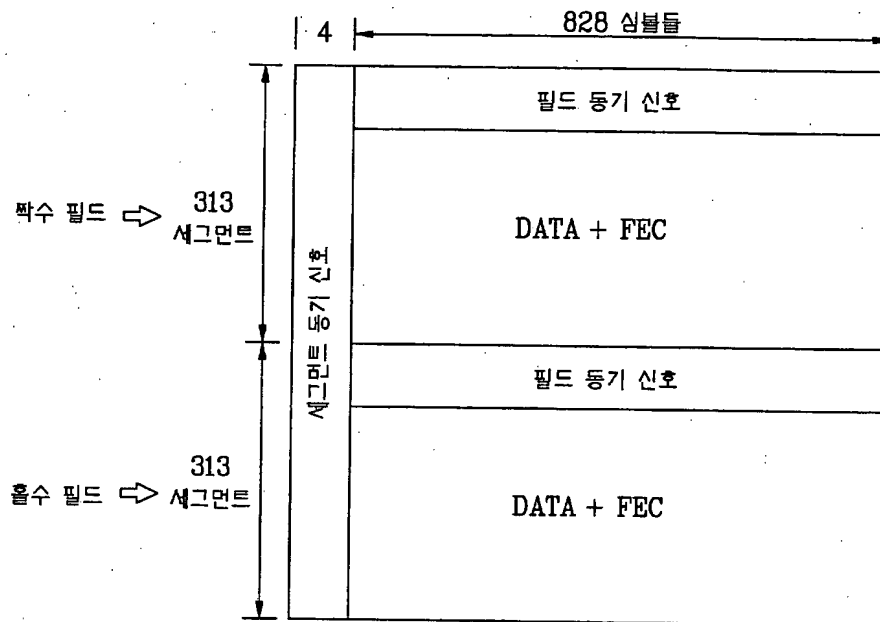 4
828 심볼들
필드 동기 신호
짝수 필드
313
세그먼트
DATA + FEC
세그먼트 동기 신호
필드 동기 신호
홀수 필드
313
세그먼트
DATA + FEC